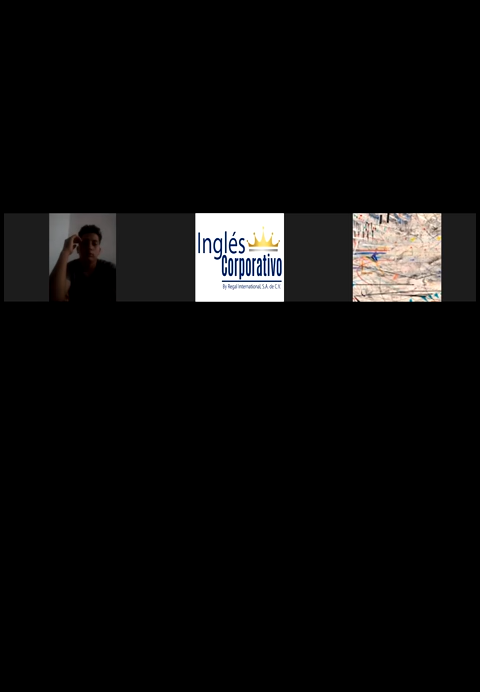 Inglés
Corporativo
By Regal International, S.A. de C.V.